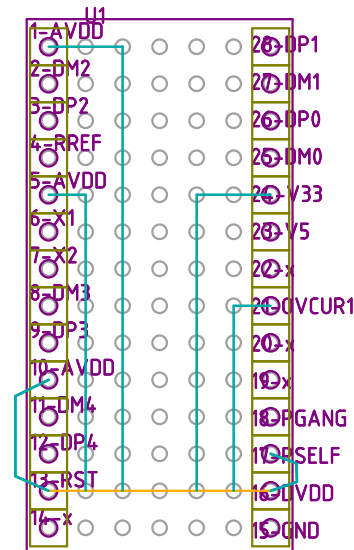 U1
1-AVDD
2-DM2
3-DP2
4-RREF
5-AVDD
6-X1
7-X2
8-DM3
9-DP3
10-AVDD
11-DM4
12-DP4
13-RST
14-x
28-DP1
27-DM1
26-DP0
25-DM0
24-V33
23-V5
22-x
21-OVCUR1
20-x
19-x
18-PGANG
17-PSELF
16-DVDD
15-GND